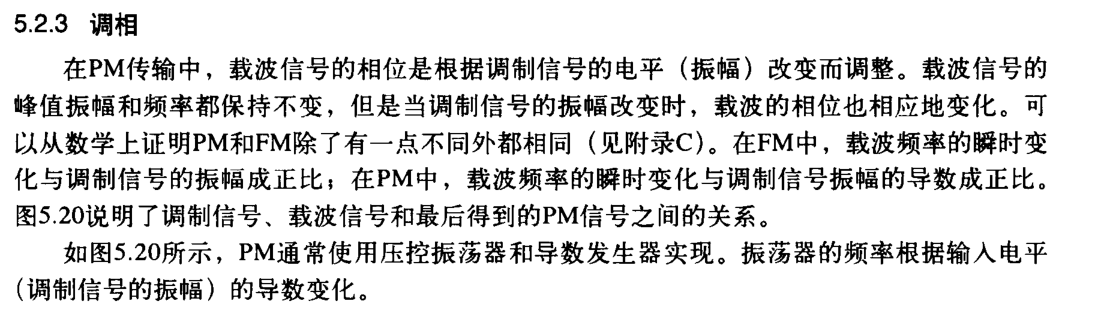 5.2.3 调相
在PM传输中，载波信号的相位是根据调制信号的电平（振幅）改变而调整。载波信号的
峰值振幅和频率都保持不变，但是当调制信号的振幅改变时，载波的相位也相应地变化。可
以从数学上证明PM和FM除了有一点不同外都相同（见附录C）。在FM中，载波频率的瞬时变
化与调制信号的振幅成正比；在PM中，载波频率的瞬时变化与调制信号振幅的导数成正比。
图5.20说明了调制信号、载波信号和最后得到的PM信号之间的关系。
如图5.20所示，PM通常使用压控振荡器和导数发生器实现。振荡器的频率根据输入电平
（调制信号的振幅）的导数变化。